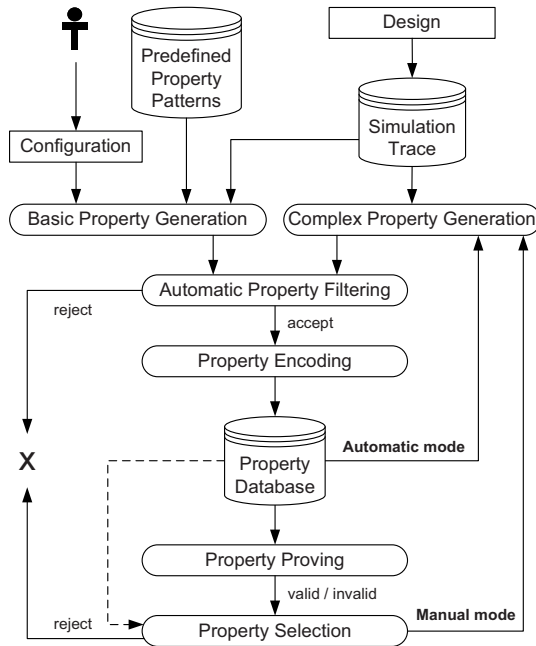 Design
Predefined
Property
Patterns
Simulation
Trace
Configuration
Basic Property Generation
Complex Property Generation
Automatic Property Filtering
reject
accept
Property Encoding
X
Automatic mode
Property
Database
Property Proving
valid / invalid
Manual mode
reject
Property Selection